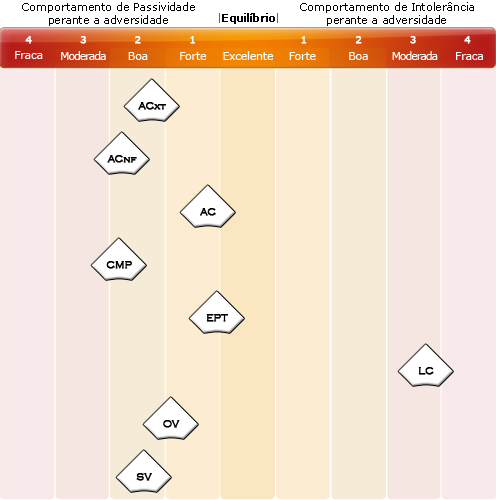 Comportamento de Passividade
perante a adversidade
|Equilíbrio|
Comportamento de Intolerância
perante a adversidade
4 3 2 1 1 2 3 4
Fraca Moderada Boa Forte Excelente Forte Boa Moderada Fraca
ACXT
ACNF
AC
CMP
EPT
LC
OV
SV